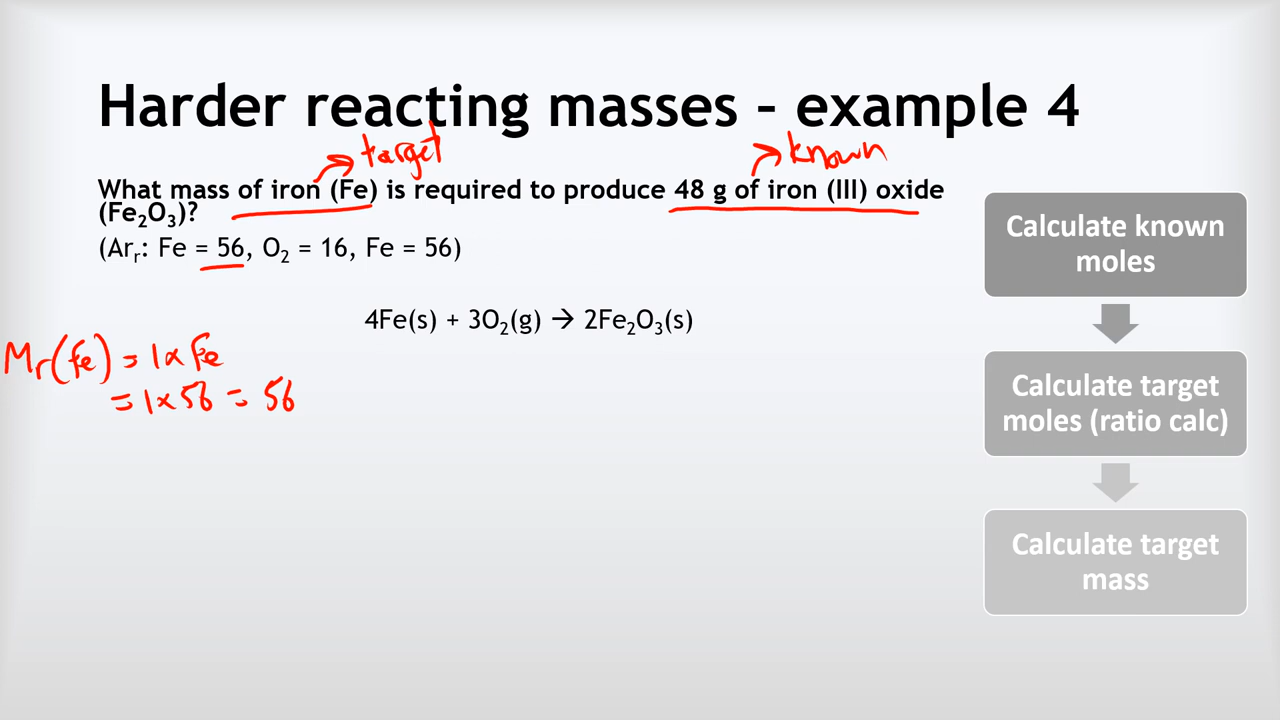 Harder reacting masses – example 4
target
known
What mass of iron (Fe) is required to produce 48 g of iron (III) oxide
(Fe₂O₃)?
(Arᵣ: Fe = 56, O₂ = 16, Fe = 56)
4Fe(s) + 3O₂(g) → 2Fe₂O₃(s)
Mr(Fe) = 1x Fe
= 1 x 56 = 56
Calculate known
moles
Calculate target
moles (ratio calc)
Calculate target
mass